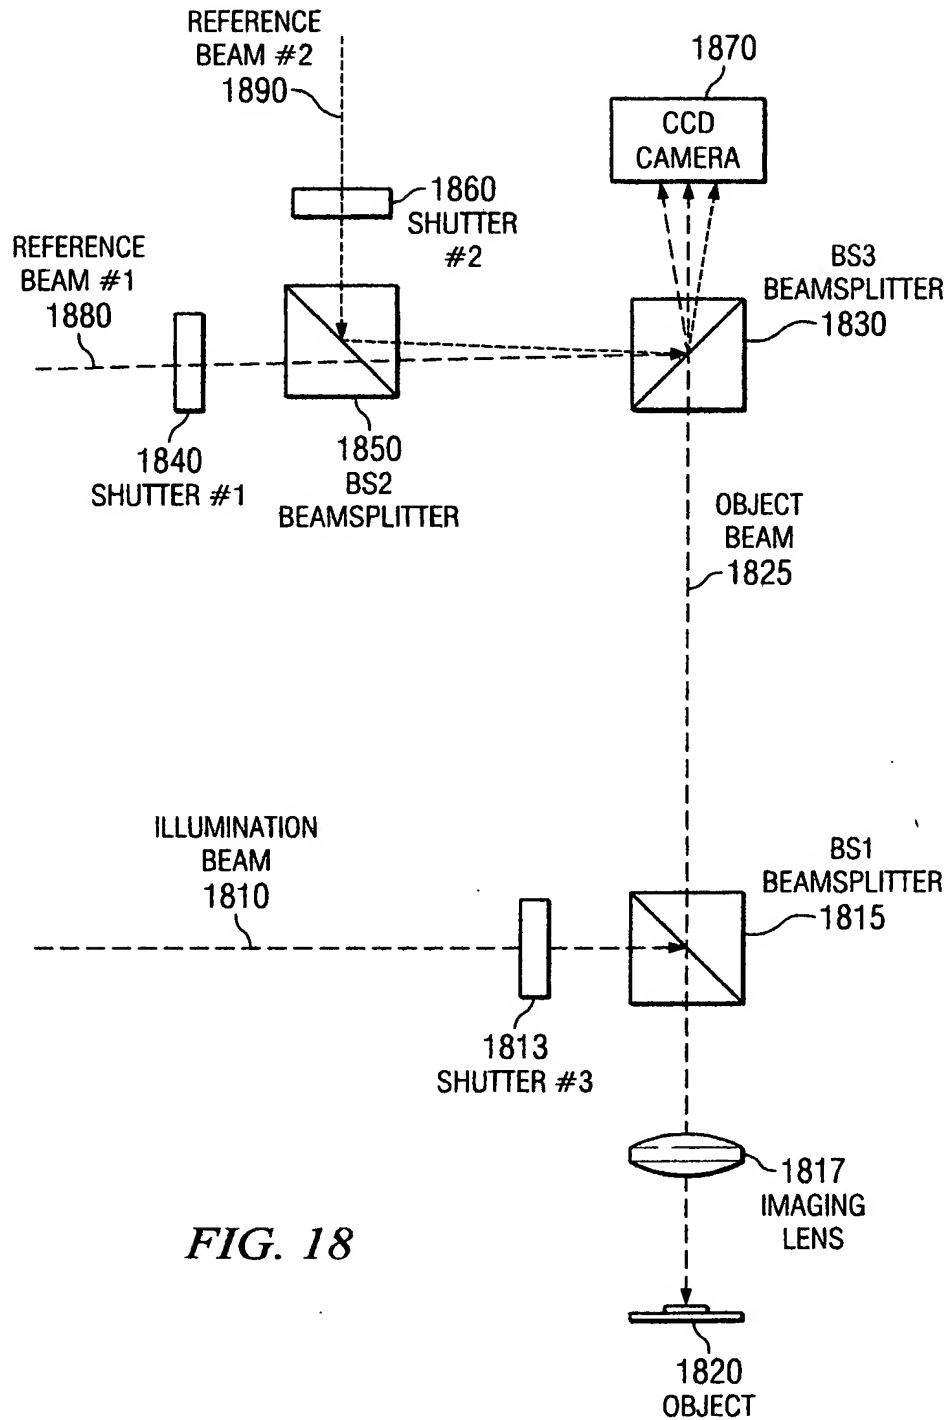 REFERENCE
BEAM #2
1890
1870
CCD
CAMERA
1860
SHUTTER
#2
REFERENCE
BEAM #1
1880
BS3
BEAMSPLITTER
1830
1840
SHUTTER #1
1850
BS2
BEAMSPLITTER
OBJECT
BEAM
1825
ILLUMINATION
BEAM
1810
BS1
BEAMSPLITTER
1815
1813
SHUTTER #3
1817
IMAGING
LENS
FIG. 18
1820
OBJECT